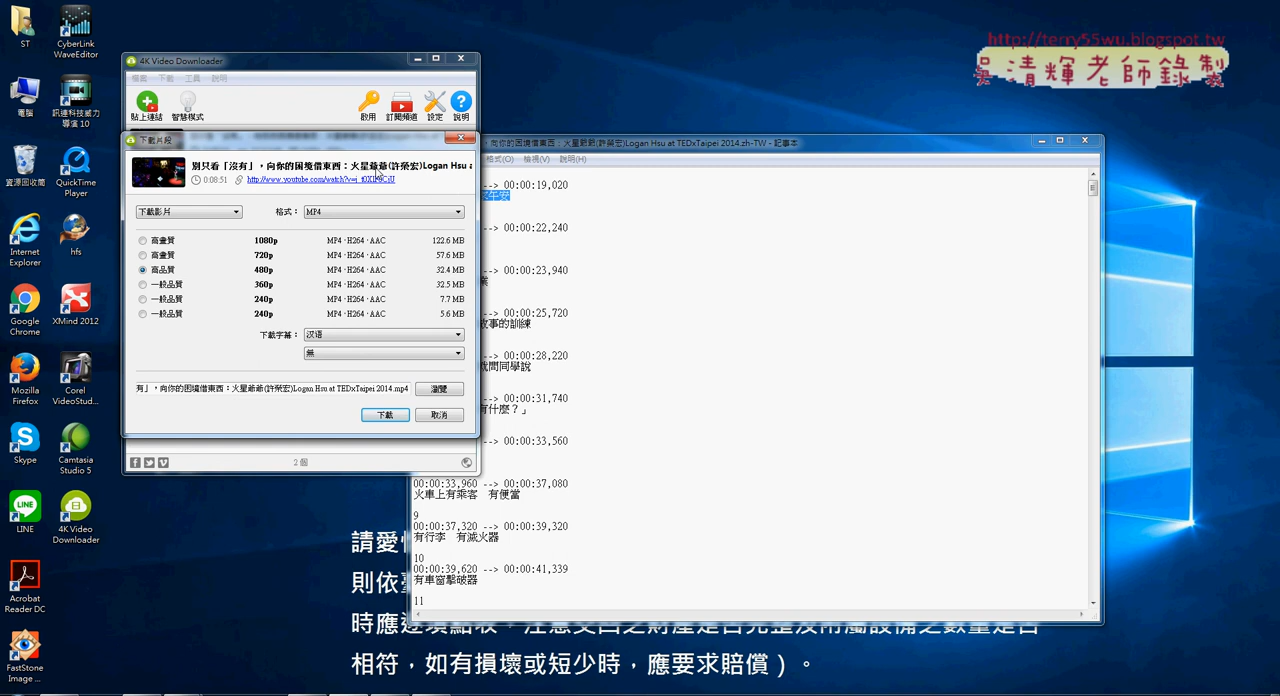 ST
CyberLink
WaveEditor
電腦
訊連科技威力
導演 10
資源回收筒
QuickTime
Player
Internet
Explorer
hfs
Google
Chrome
XMind 2012
Mozilla
Firefox
Corel
VideoStud...
Skype
Camtasia
Studio 5
LINE
4K Video
Downloader
Acrobat
Reader DC
FastStone
Image ...
http://terry55wu.blogspot.tw
吳清輝老師錄製
4K Video Downloader
檔案 下載 工具 說明
貼上連結 智慧模式 啟用 訂閱頻道 設定 說明
下載片段
別只看「沒有」，向你的困境借東西：火星爺爺(許榮宏)Logan Hsu a
0:08:51
下載影片 格式： MP4
高畫質 1080p MP4 · H264 · AAC 122.6 MB
高畫質 720p MP4 · H264 · AAC 57.6 MB
高品質 480p MP4 · H264 · AAC 32.4 MB
一般品質 360p MP4 · H264 · AAC 32.5 MB
一般品質 240p MP4 · H264 · AAC 7.7 MB
一般品質 240p MP4 · H264 · AAC 5.6 MB
下載字幕： 汉语
無
有」，向你的困境借東西：火星爺爺(許榮宏)Logan Hsu at TEDxTaipei 2014.mp4 瀏覽
下載 取消
2 個
，向你的困境借東西：火星爺爺(許榮宏)Logan Hsu at TEDxTaipei 2014.zh-TW - 記事本
格式(O) 檢視(V) 說明(H)
--> 00:00:19,020
午安
--> 00:00:22,240
--> 00:00:23,940
業
--> 00:00:25,720
故事的訓練
--> 00:00:28,220
就問同學說
--> 00:00:31,740
有什麼？」
--> 00:00:33,560
00:00:33,960 --> 00:00:37,080
火車上有乘客 有便當
9
00:00:37,320 --> 00:00:39,320
有行李 有滅火器
10
00:00:39,620 --> 00:00:41,339
有車窗擊破器
11
請愛
則依
相符，如有損壞或短少時，應要求賠償）。